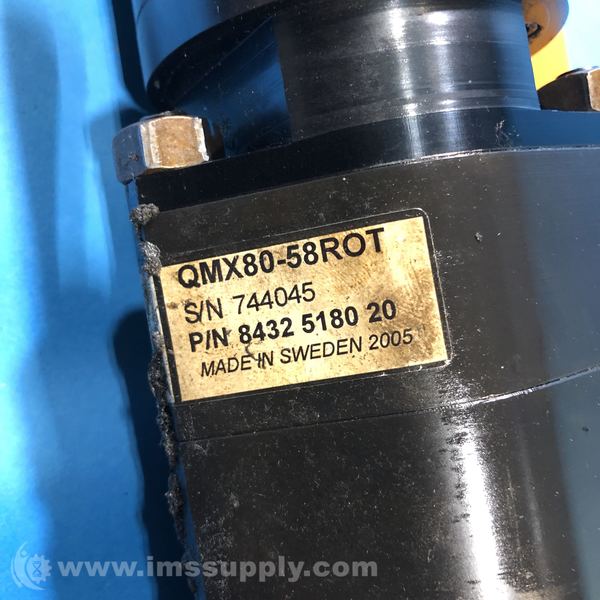 QMX80-58ROT
S/N 744045
P/N 8432 5180 20
MADE IN SWEDEN 2005
www.imssupply.com